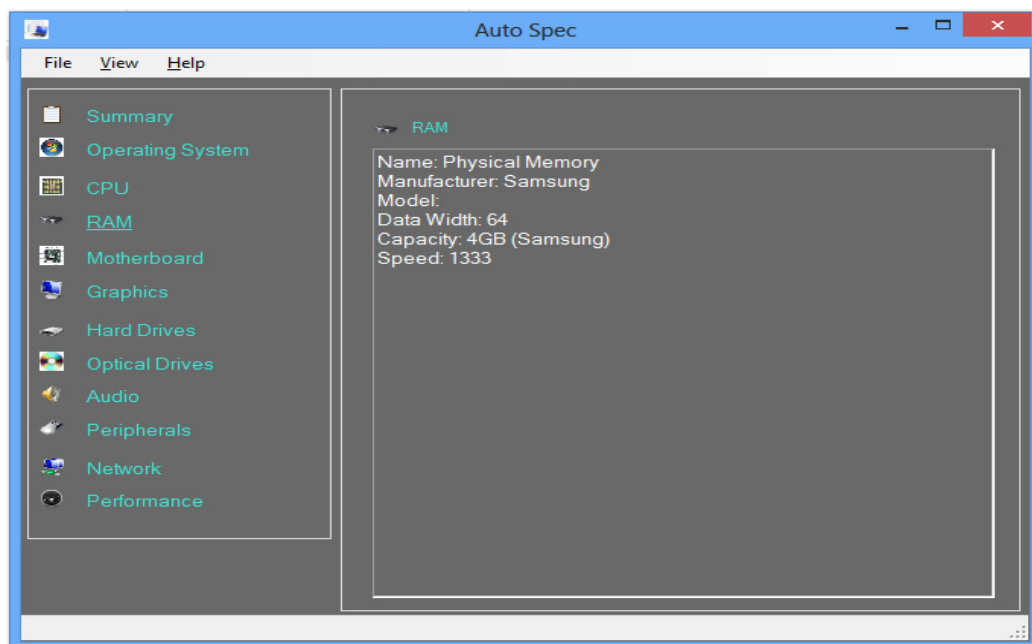 Auto Spec
File View Help
Summary
Operating System
CPU
RAM
Motherboard
Graphics
Hard Drives
Optical Drives
Audio
Peripherals
Network
Performance
RAM
Name: Physical Memory
Manufacturer: Samsung
Model:
Data Width: 64
Capacity: 4GB (Samsung)
Speed: 1333